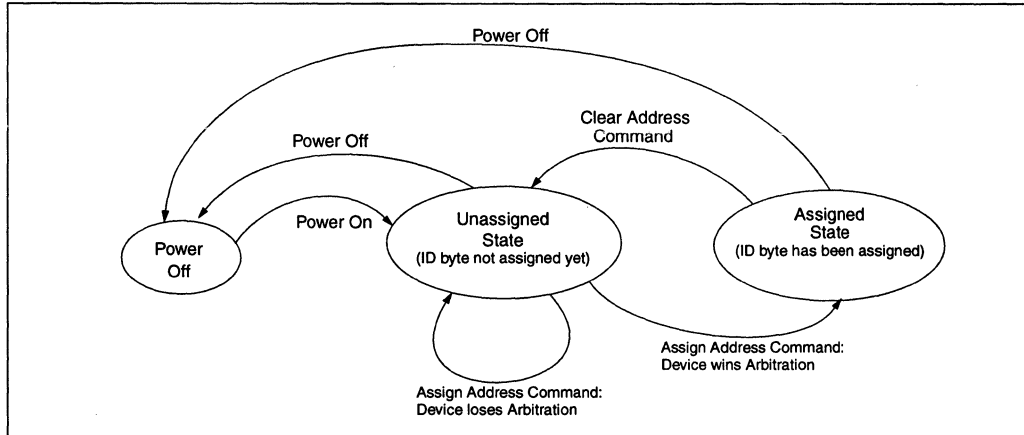 Power Off
Clear Address
Command
Power Off
Power On
Power
Off
Unassigned
State
(ID byte not assigned yet)
Assigned
State
(ID byte has been assigned)
Assign Address Command:
Device wins Arbitration
Assign Address Command:
Device loses Arbitration